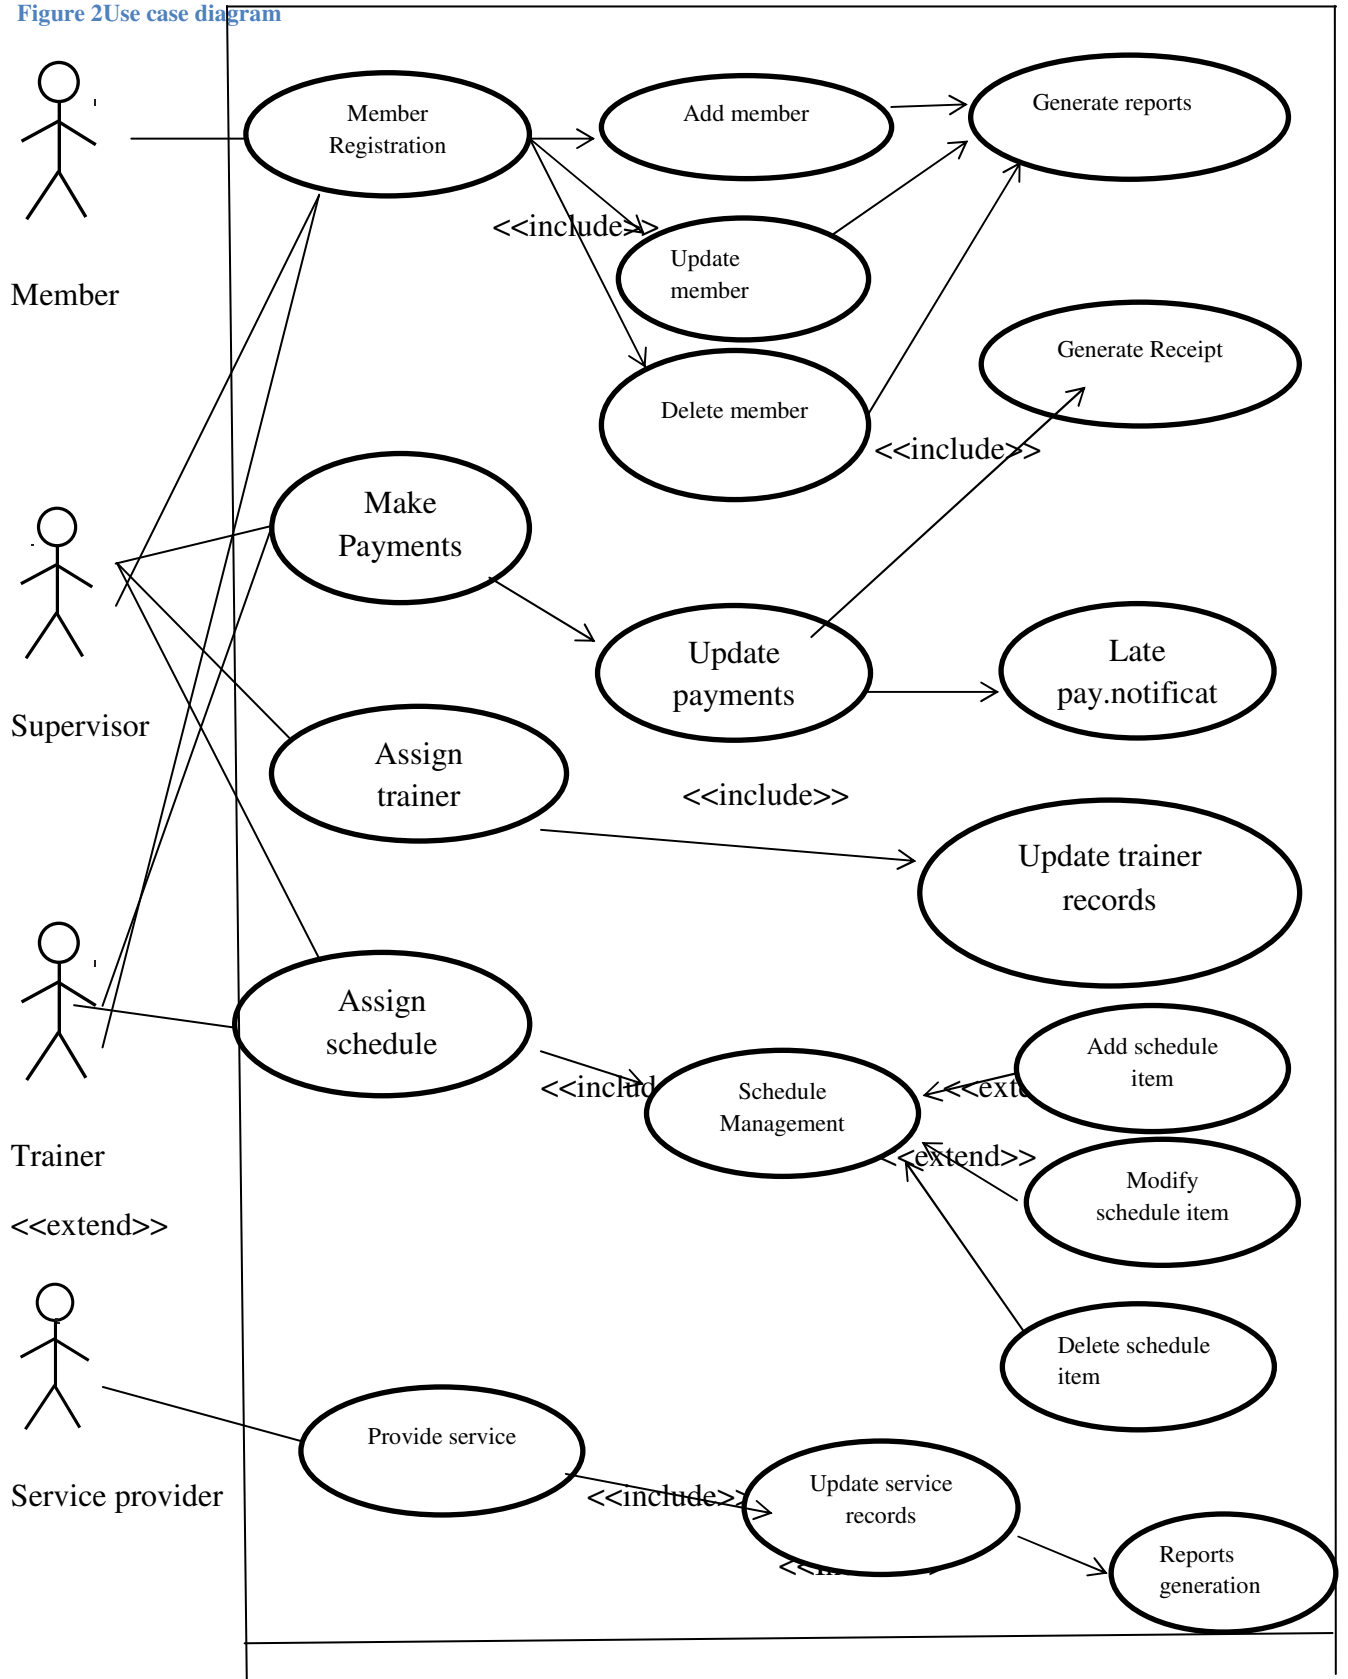 Figure 2Use case diagram
Member
Registration
Add member
Generate reports
<<include>>
Update
member
Member
Generate Receipt
Delete member
<<include>>
Make
Payments
Update
payments
Late
pay.notificat
Supervisor
Assign
trainer
<<include>>
Update trainer
records
Assign
schedule
<<includ
Schedule
Management
<<exte
Add schedule
item
Trainer
<extend>>
Modify
schedule item
<<extend>>
Delete schedule
item
Provide service
Service provider
<<include>>
Update service
records
Reports
generation